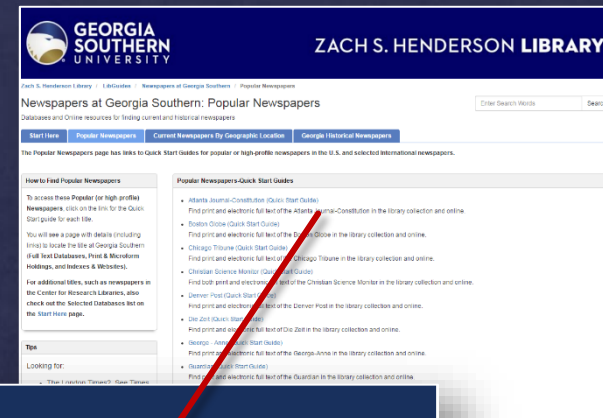 GEORGIA
SOUTHERN
UNIVERSITY
ZACH S. HENDERSON LIBRARY
Zach S. Henderson Library / LibGuides / Newspapers at Georgia Southern / Popular Newspapers
Newspapers at Georgia Southern: Popular Newspapers
Enter Search Words
Search
Databases and Online resources for finding current and historical newspapers
Start Here
Popular Newspapers
Current Newspapers By Geographic Location
Georgia Historical Newspapers
The Popular Newspapers page has links to Quick Start Guides for popular or high-profile newspapers in the U.S. and selected international newspapers.
How to Find Popular Newspapers
To access these Popular (or high profile)
Newspapers, click on the link for the Quick
Start guide for each title.
You will see a page with details (including
links) to locate the title at Georgia Southern
(Full Text Databases, Print & Microform
Holdings, and Indexes & Websites).
For additional titles, such as newspapers in
the Center for Research Libraries, also
check out the Selected Databases list on
the Start Here page.
Tips
Looking for:
The London Times? See Times
Popular Newspapers-Quick Start Guides
Atlanta Journal-Constitution (Quick Start Guide)
Find print and electronic full text of the Atlanta Journal-Constitution in the library collection and online.
Boston Globe (Quick Start Guide)
Find print and electronic full text of the Boston Globe in the library collection and online.
Chicago Tribune (Quick Start Guide)
Find print and electronic full text of the Chicago Tribune in the library collection and online.
Christian Science Monitor (Quick Start Guide)
Find both print and electronic full text of the Christian Science Monitor in the library collection and online.
Denver Post (Quick Start Guide)
Find print and electronic full text of the Denver Post in the library collection and online.
Die Zeit (Quick Start Guide)
Find print and electronic full text of Die Zeit in the library collection and online.
George - Anne (Quick Start Guide)
Find print and electronic full text of the George-Anne in the library collection and online.
Guardian (Quick Start Guide)
Find print and electronic full text of the Guardian in the library collection and online.